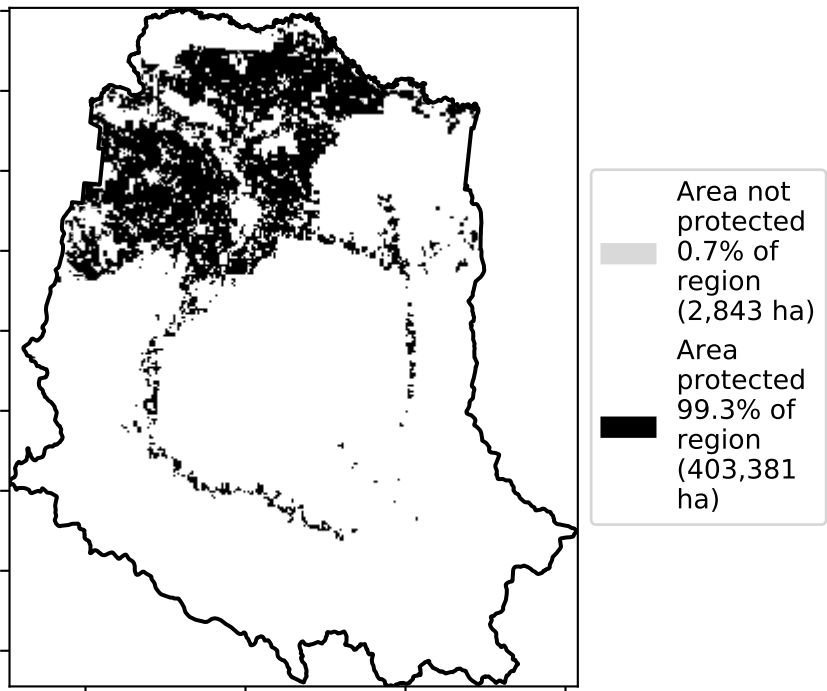 Area not
protected
0.7% of
region
(2,843 ha)
Area
protected
99.3% of
region
(403,381
ha)